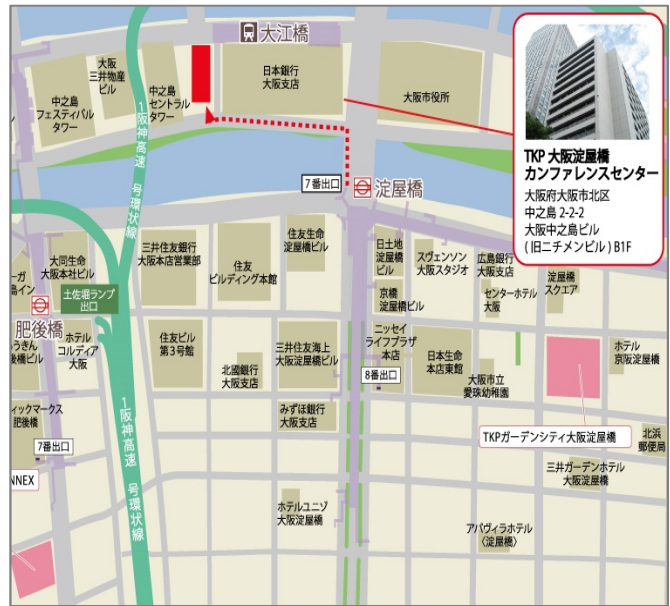 大江橋
大阪
三井物産
ビル
中之島
フェスティバル
タワー
中之島
セントラル
タワー
日本銀行
大阪支店
大阪市役所
TKP 大阪淀屋橋
カンファレンスセンター
大阪府大阪市北区
中之島 2-2-2
大阪中之島ビル
(旧ニチメンビル) B1F
1阪神高速 号環状線
7番出口
淀屋橋
大同生命
大阪本社ビル
三井住友銀行
大阪本店営業部
住友
ビルディング本館
住友生命
淀屋橋ビル
日土地
淀屋橋
ビル
スヴェンソン
大阪スタジオ
広島銀行
大阪支店
淀屋橋
スクエア
センターホテル
大阪
京橋
淀屋橋ビル
土佐堀ランプ
出口
肥後橋
ホテル
コルディア
大阪
住友ビル
第3号館
北國銀行
大阪支店
三井住友海上
大阪淀屋橋ビル
ニッセイ
ライフプラザ
本店
日本生命
本店東館
8番出口
大阪市立
愛珠幼稚園
ホテル
京阪淀屋橋
みずほ銀行
大阪支店
TKPガーデンシティ大阪淀屋橋
北浜
郵便局
三井ガーデンホテル
大阪淀屋橋
ィックマークス
肥後橋
7番出口
1阪神高速 号環状線
NNEX
ホテルユニゾ
大阪淀屋橋
アパヴィラホテル
〈淀屋橋〉